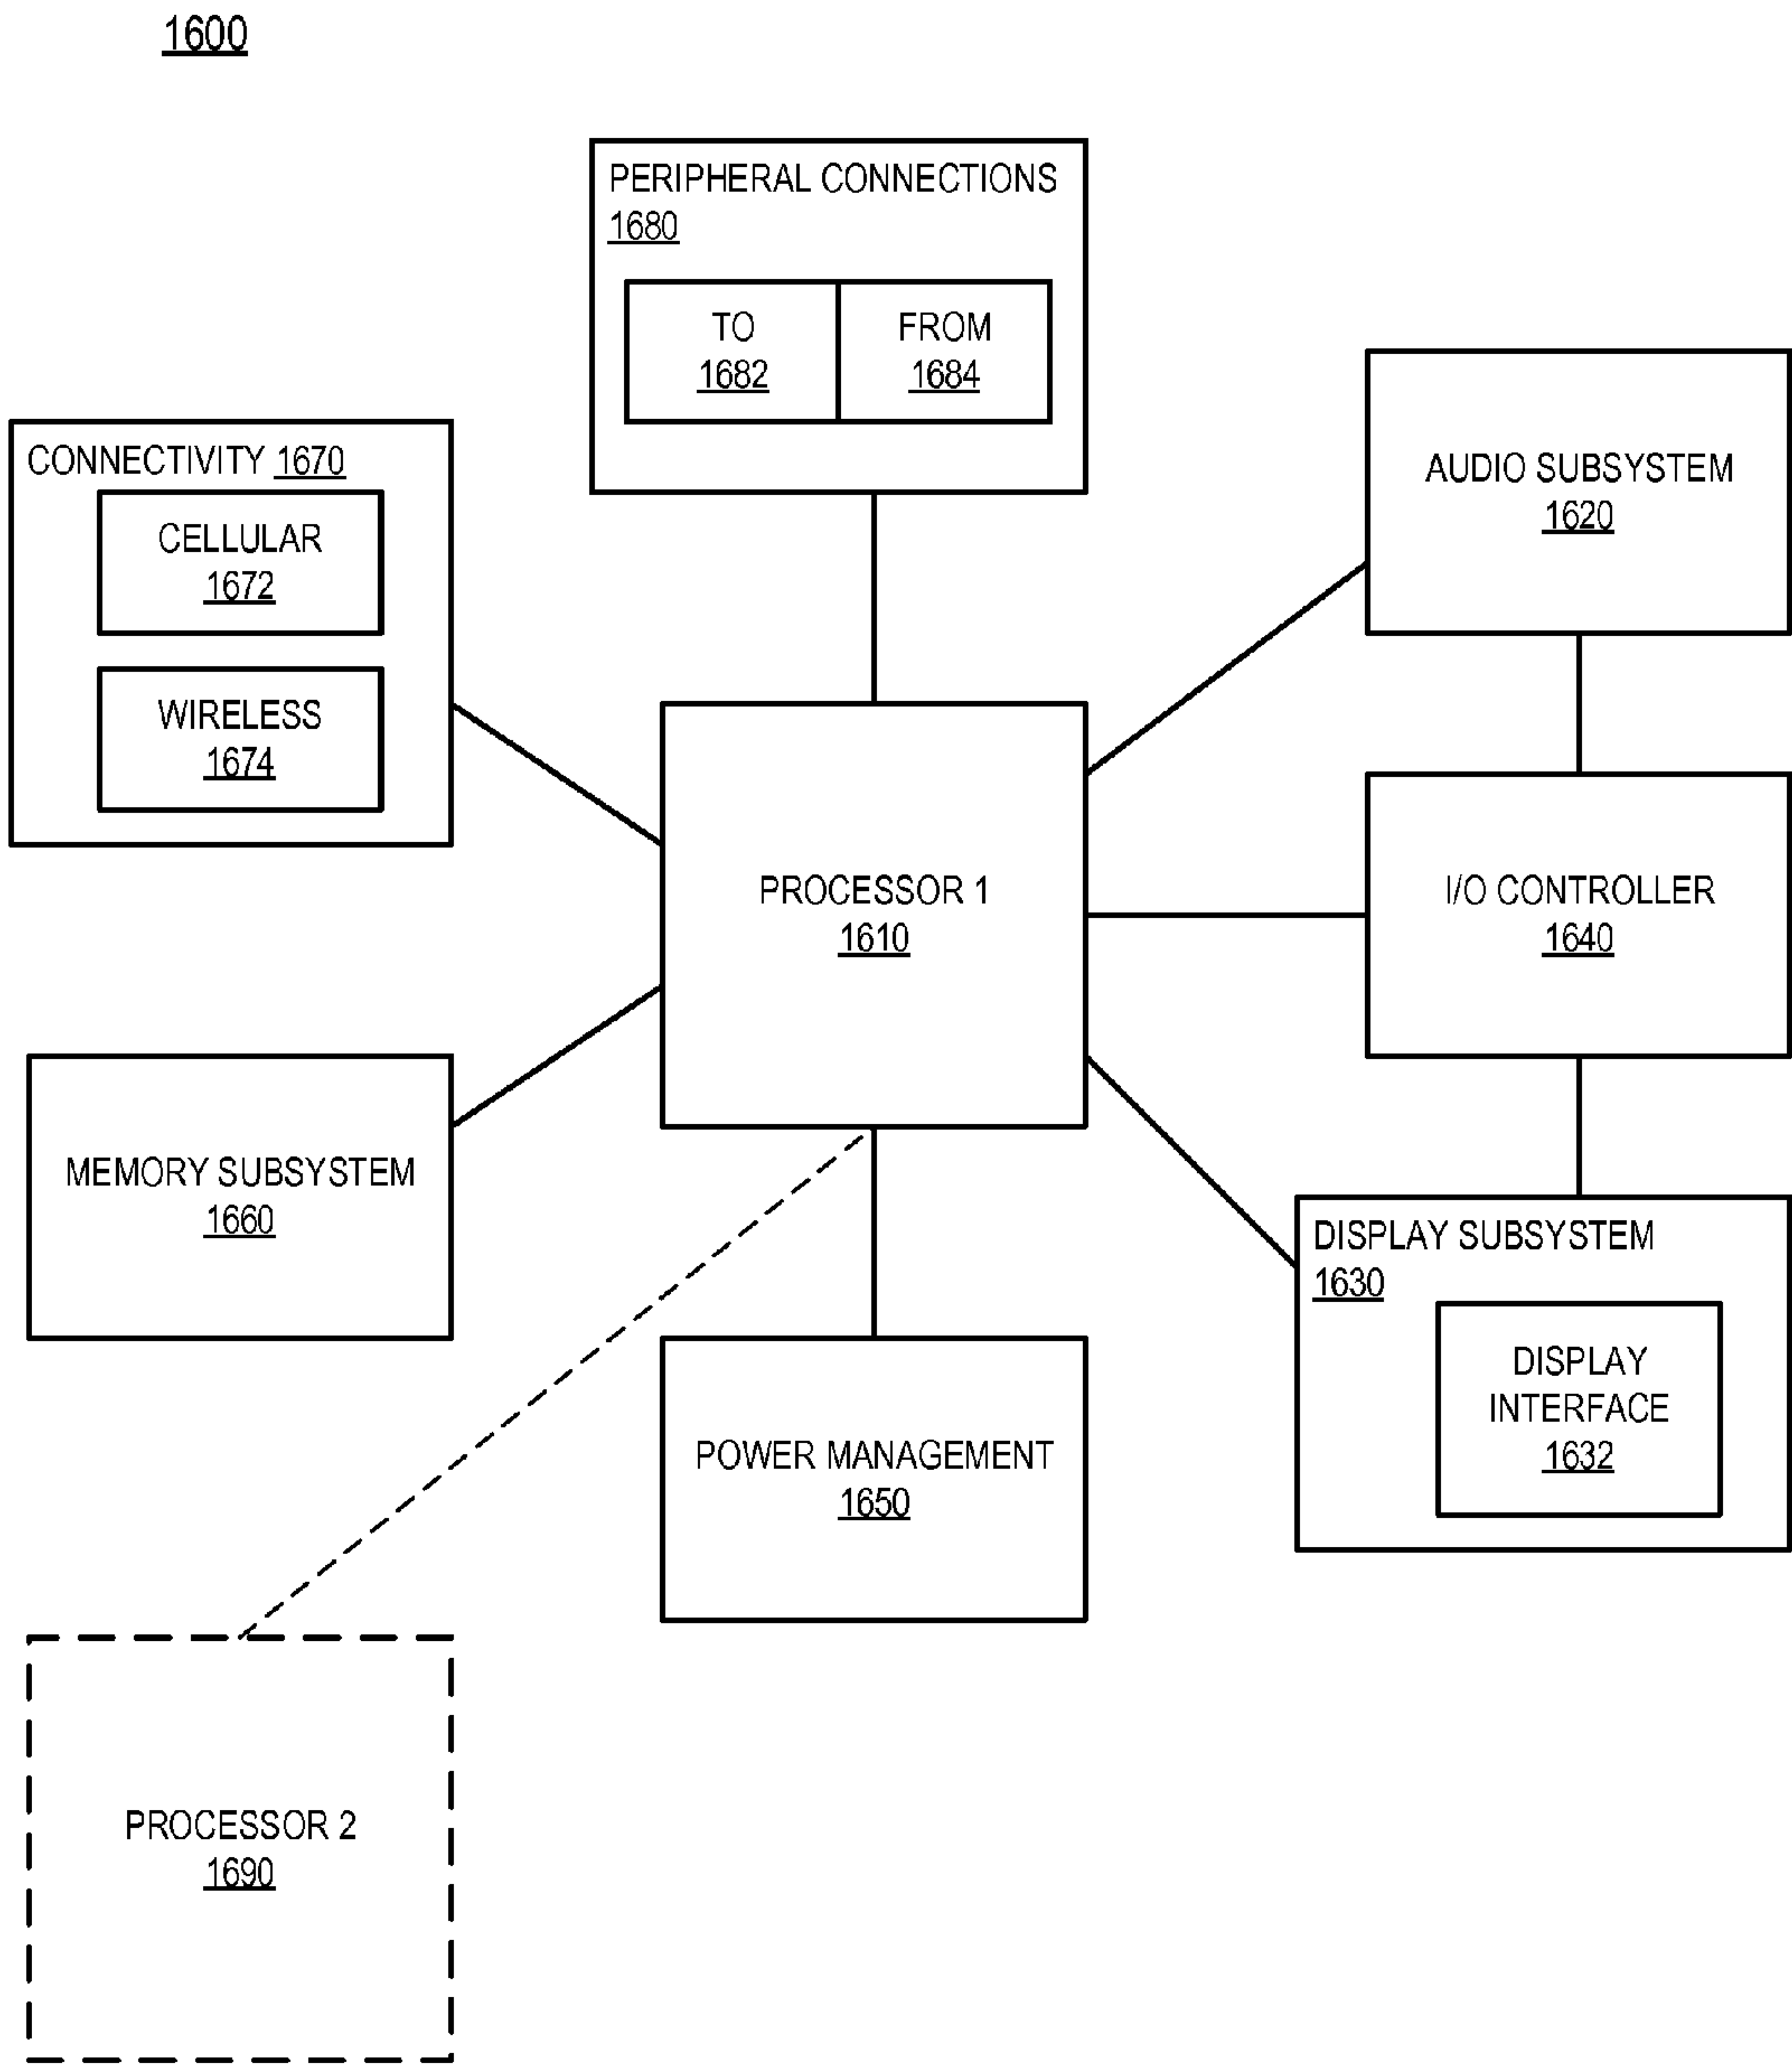 1600
PERIPHERAL CONNECTIONS
1680
TO
1682
FROM
1684
CONNECTIVITY 1670
CELLULAR
1672
WIRELESS
1674
AUDIO SUBSYSTEM
1620
PROCESSOR 1
1610
I/O CONTROLLER
1640
MEMORY SUBSYSTEM
1660
DISPLAY SUBSYSTEM
1630
DISPLAY
INTERFACE
1632
POWER MANAGEMENT
1650
PROCESSOR 2
1690